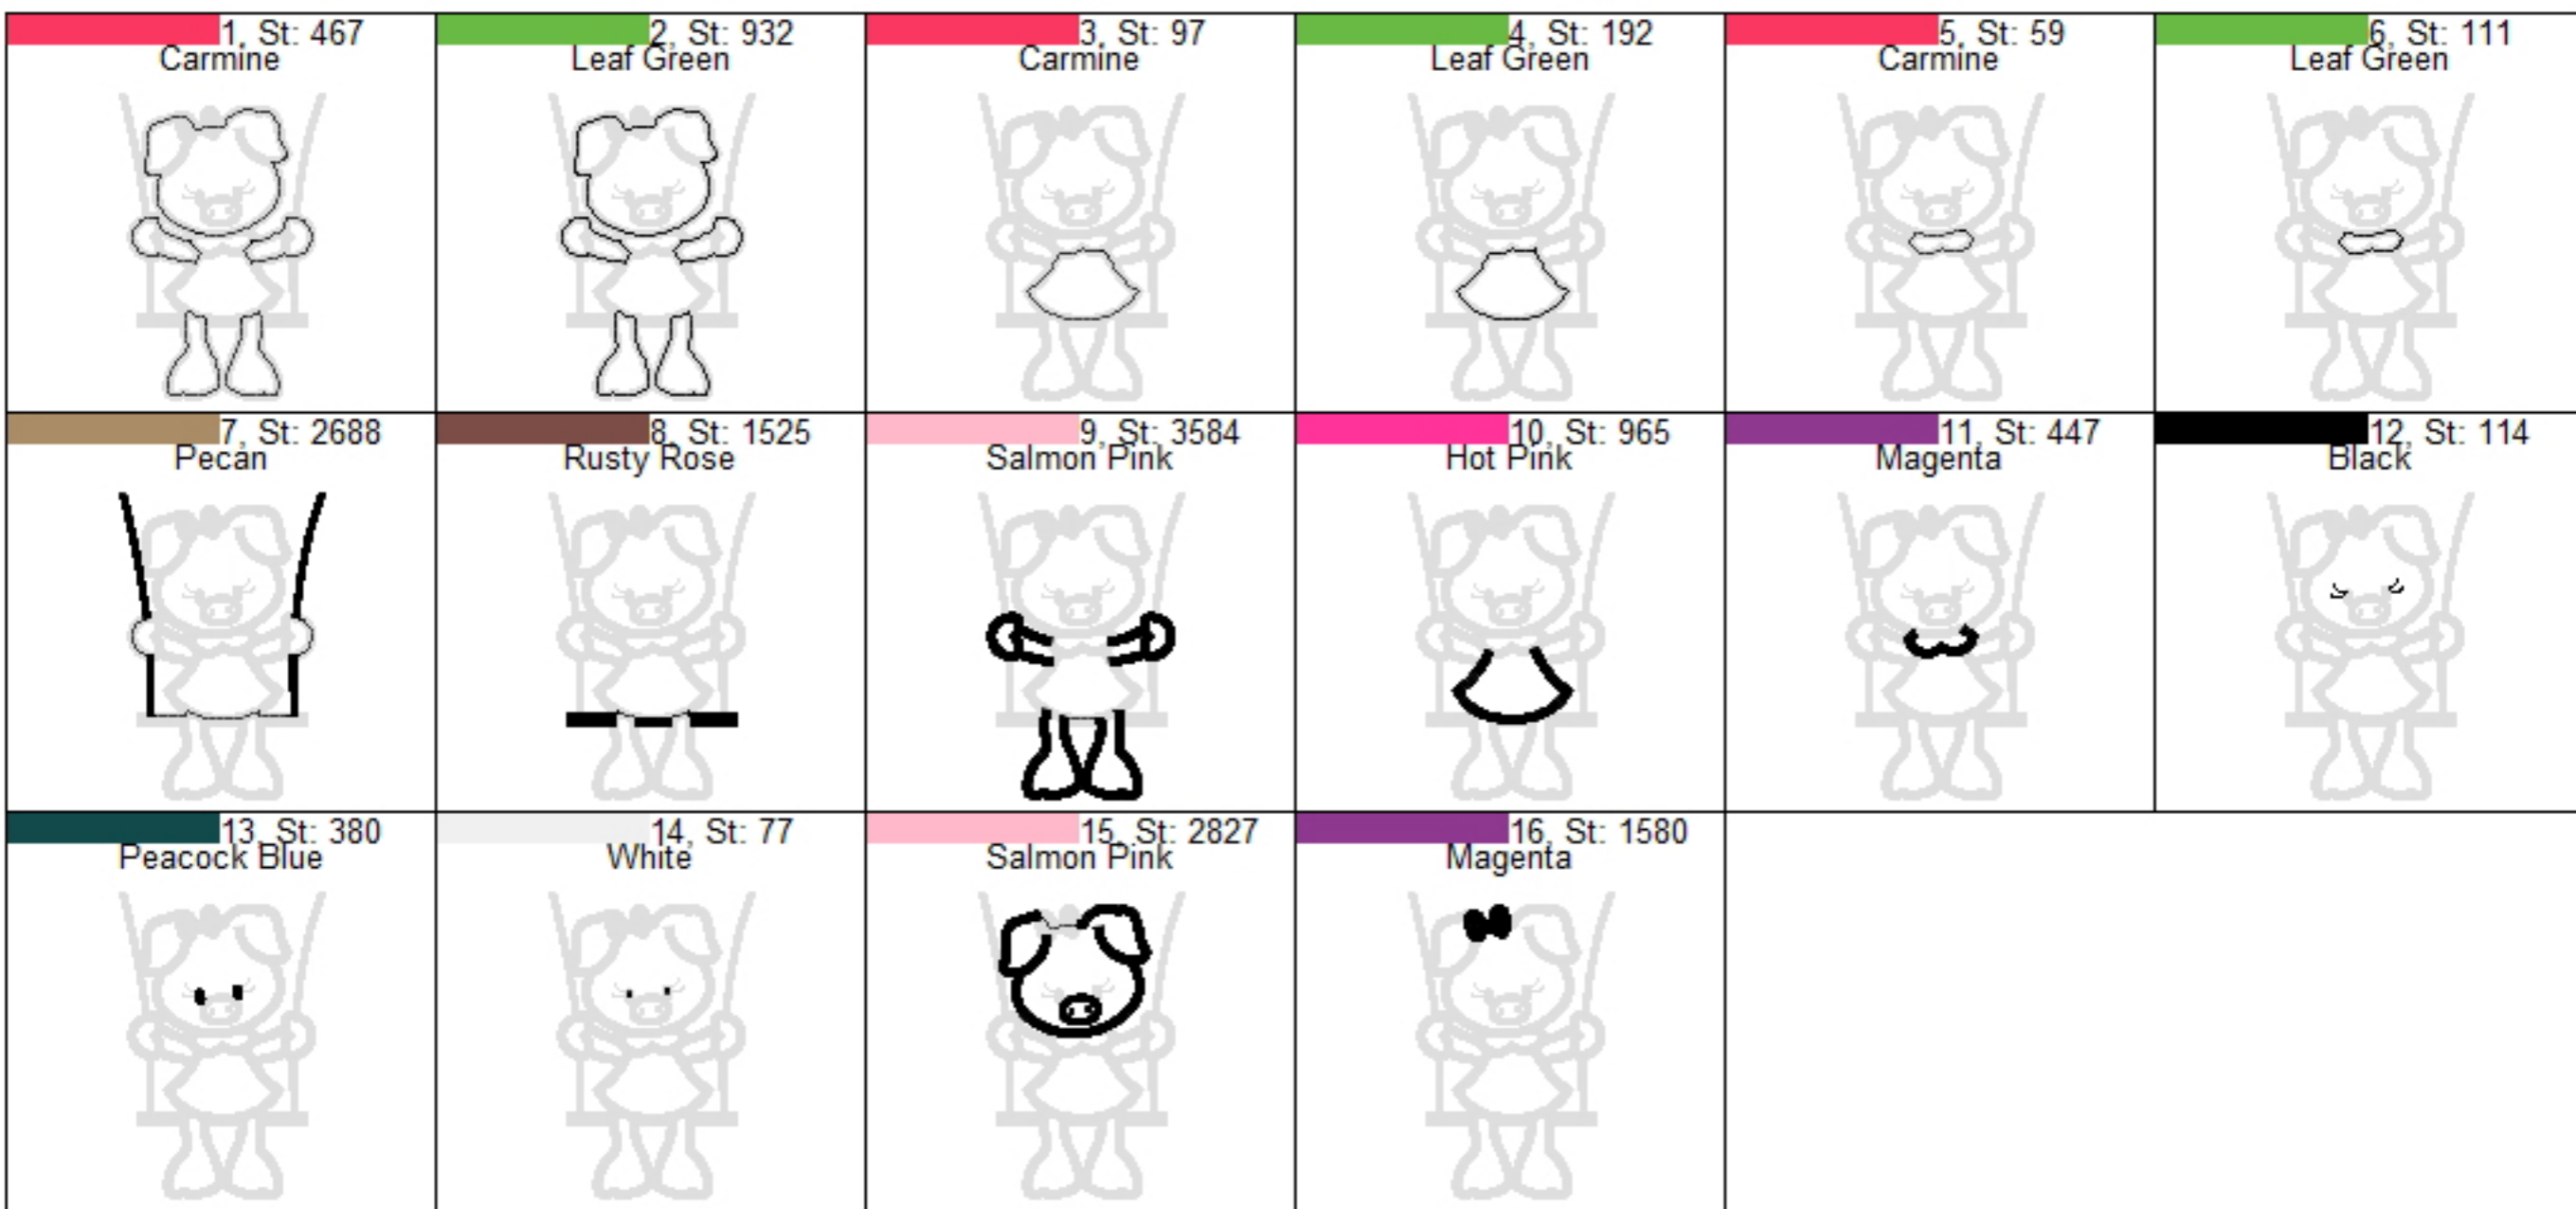 1, St: 467
Carmine
2, St: 932
Leaf Green
3, St: 97
Carmine
4, St: 192
Leaf Green
5, St: 59
Carmine
6, St: 111
Leaf Green
7, St: 2688
Pecan
8, St: 1525
Rusty Rose
9, St: 3584
Salmon Pink
10, St: 965
Hot Pink
11, St: 447
Magenta
12, St: 114
Black
13, St: 380
Peacock Blue
14, St: 77
White
15, St: 2827
Salmon Pink
16, St: 1580
Magenta